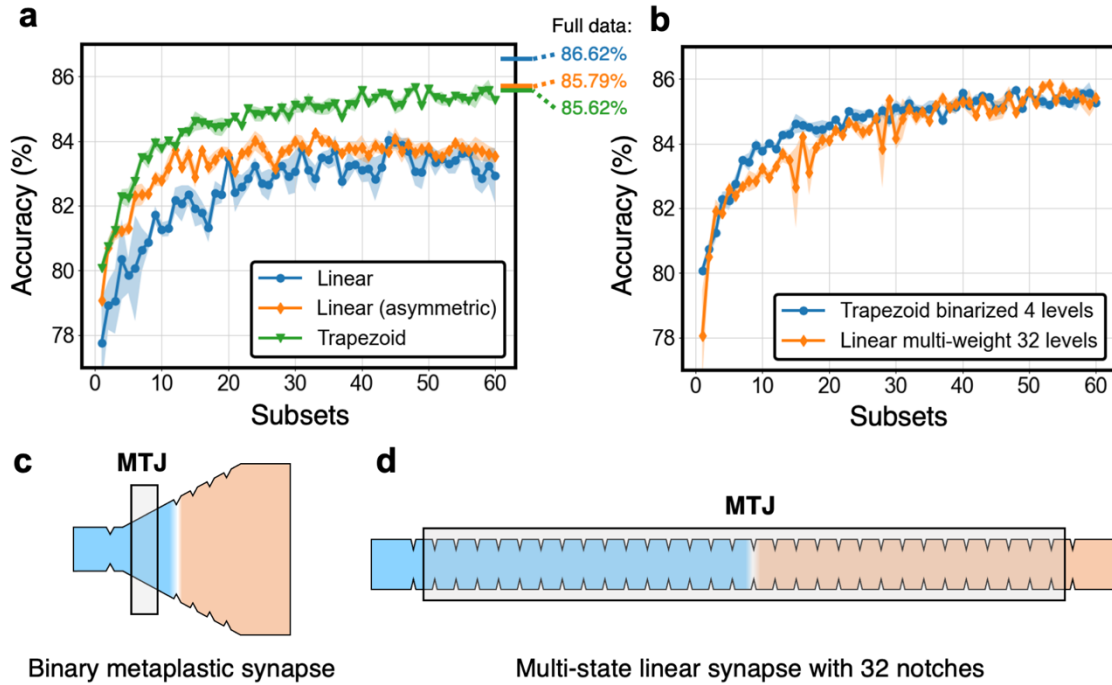 a
Full data:
86.62%
85.79%
85.62%
Accuracy (%)
86
84
82
80
78
0 10 20 30 40 50 60
Subsets
Linear
Linear (asymmetric)
Trapezoid
b
Accuracy (%)
86
84
82
80
78
0 10 20 30 40 50 60
Subsets
Trapezoid binarized 4 levels
Linear multi-weight 32 levels
c
MTJ
Binary metaplastic synapse
d
MTJ
Multi-state linear synapse with 32 notches